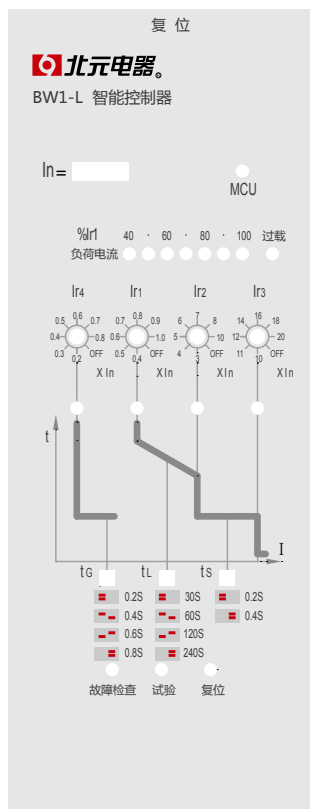 复位
北元电器。
BW1-L 智能控制器
In=
MCU
%Ir1 40 · 60 · 80 · 100 过载
负荷电流
Ir4 Ir1 Ir2 Ir3
0.2 0.3 0.4 0.5 0.6 0.7 0.8 OFF
0.4 0.5 0.6 0.7 0.8 0.9 1.0 OFF
3 4 5 6 7 8 10 OFF
10 11 12 14 16 18 20 OFF
XIn XIn XIn XIn
t
I
tG tL tS
0.2S 30S 0.2S
0.4S 60S 0.4S
0.6S 120S
0.8S 240S
故障检查 试验 复位